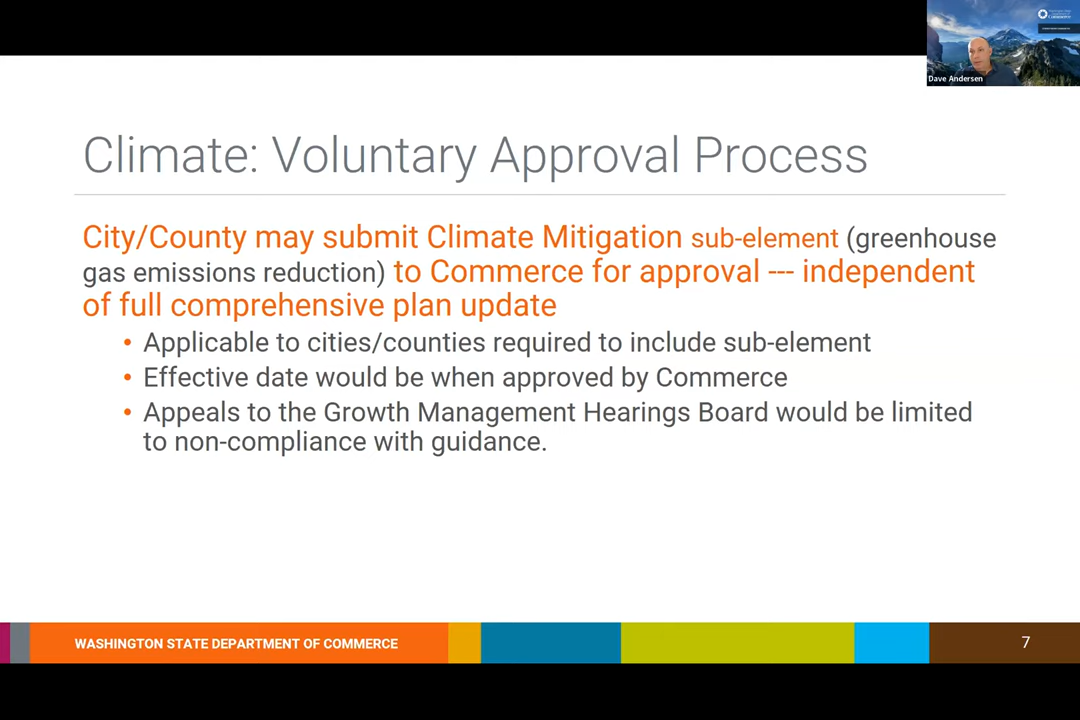 Commerce
Dave Andersen
Climate: Voluntary Approval Process
City/County may submit Climate Mitigation sub-element (greenhouse
gas emissions reduction) to Commerce for approval --- independent
of full comprehensive plan update
• Applicable to cities/counties required to include sub-element
• Effective date would be when approved by Commerce
• Appeals to the Growth Management Hearings Board would be limited
to non-compliance with guidance.
WASHINGTON STATE DEPARTMENT OF COMMERCE
7